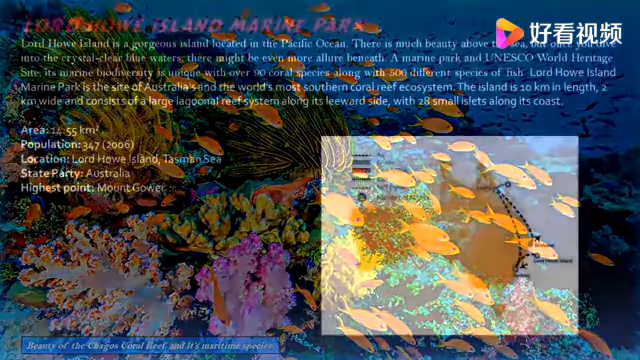 LORD HOWE ISLAND MARINE PARK
好看视频
Lord Howe Island is a gorgeous island located in the Pacific Ocean. There is much beauty above the sea, but once you dive
into the crystal-clear blue waters, there might be even more allure beneath. A marine park and UNESCO World Heritage
Site, its marine biodiversity is unique with over 90 coral species along with 500 different species of fish. Lord Howe Island
Marine Park is the site of Australia's and the world's most southern coral reef ecosystem. The island is 10 km in length, 2
km wide and consists of a large lagoonal reef system along its leeward side, with 28 small islets along its coast.
Area: 14.55 km²
Population: 347 (2006)
Location: Lord Howe Island, Tasman Sea
State Party: Australia
Highest point: Mount Gower
Beauty of the Chagos Coral Reef and It's maritime species